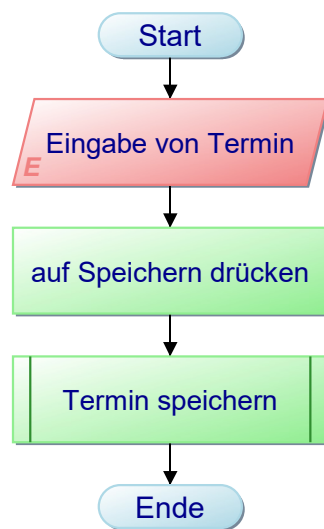 Start
Eingabe von Termin
E
auf Speichern drücken
Termin speichern
Ende